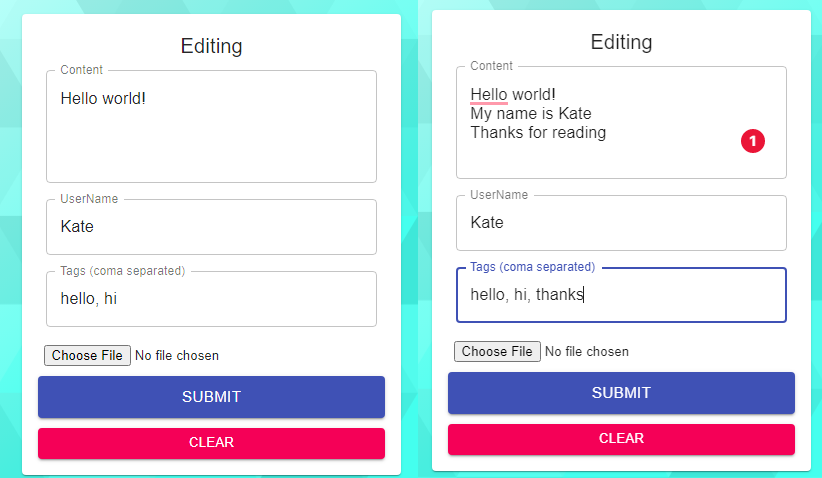 Editing
Content
Hello world!
UserName
Kate
Tags (coma separated)
hello, hi
Choose File No file chosen
SUBMIT
CLEAR
Editing
Content
Hello world!
My name is Kate
Thanks for reading
1
UserName
Kate
Tags (coma separated)
hello, hi, thanks
Choose File No file chosen
SUBMIT
CLEAR